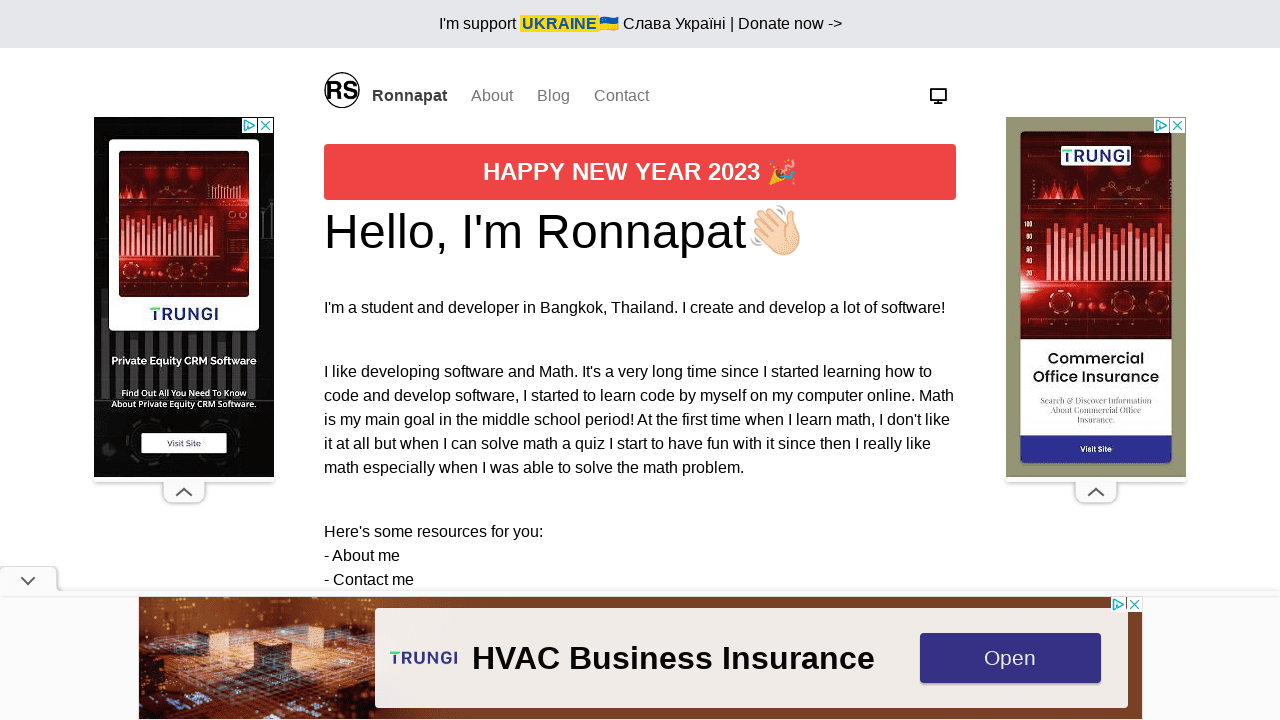 I'm support UKRAINE🇺🇦 Слава Україні | Donate now ->
RS Ronnapat About Blog Contact
HAPPY NEW YEAR 2023 🎉
Hello, I'm Ronnapat👋🏻
I'm a student and developer in Bangkok, Thailand. I create and develop a lot of software!
I like developing software and Math. It's a very long time since I started learning how to
code and develop software, I started to learn code by myself on my computer online. Math
is my main goal in the middle school period! At the first time when I learn math, I don't like
it at all but when I can solve math a quiz I start to have fun with it since then I really like
math especially when I was able to solve the math problem.
Here's some resources for you:
- About me
- Contact me
TRUNGI
Private Equity CRM Software
Find Out All You Need To Know
About Private Equity CRM Software.
Visit Site
TRUNGI
100
80
60
40
20
Commercial
Office Insurance
Search & Discover Information
About Commercial Office
Insurance.
Visit Site
TRUNGI HVAC Business Insurance Open